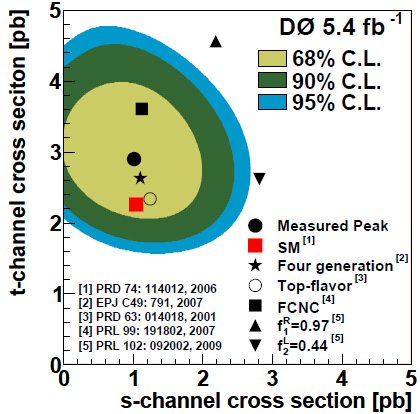 DØ 5.4 fb⁻¹
68% C.L.
90% C.L.
95% C.L.
Measured Peak
SM[1]
Four generation[2]
Top-flavor[3]
FCNC[4]
f₁ᴿ=0.97[5]
f₂ᴸ=0.44[5]
[1] PRD 74: 114012, 2006
[2] EPJ C49: 791, 2007
[3] PRD 63: 014018, 2001
[4] PRL 99: 191802, 2007
[5] PRL 102: 092002, 2009
t-channel cross seciton [pb]
5
4
3
2
1
0
0 1 2 3 4 5
s-channel cross section [pb]